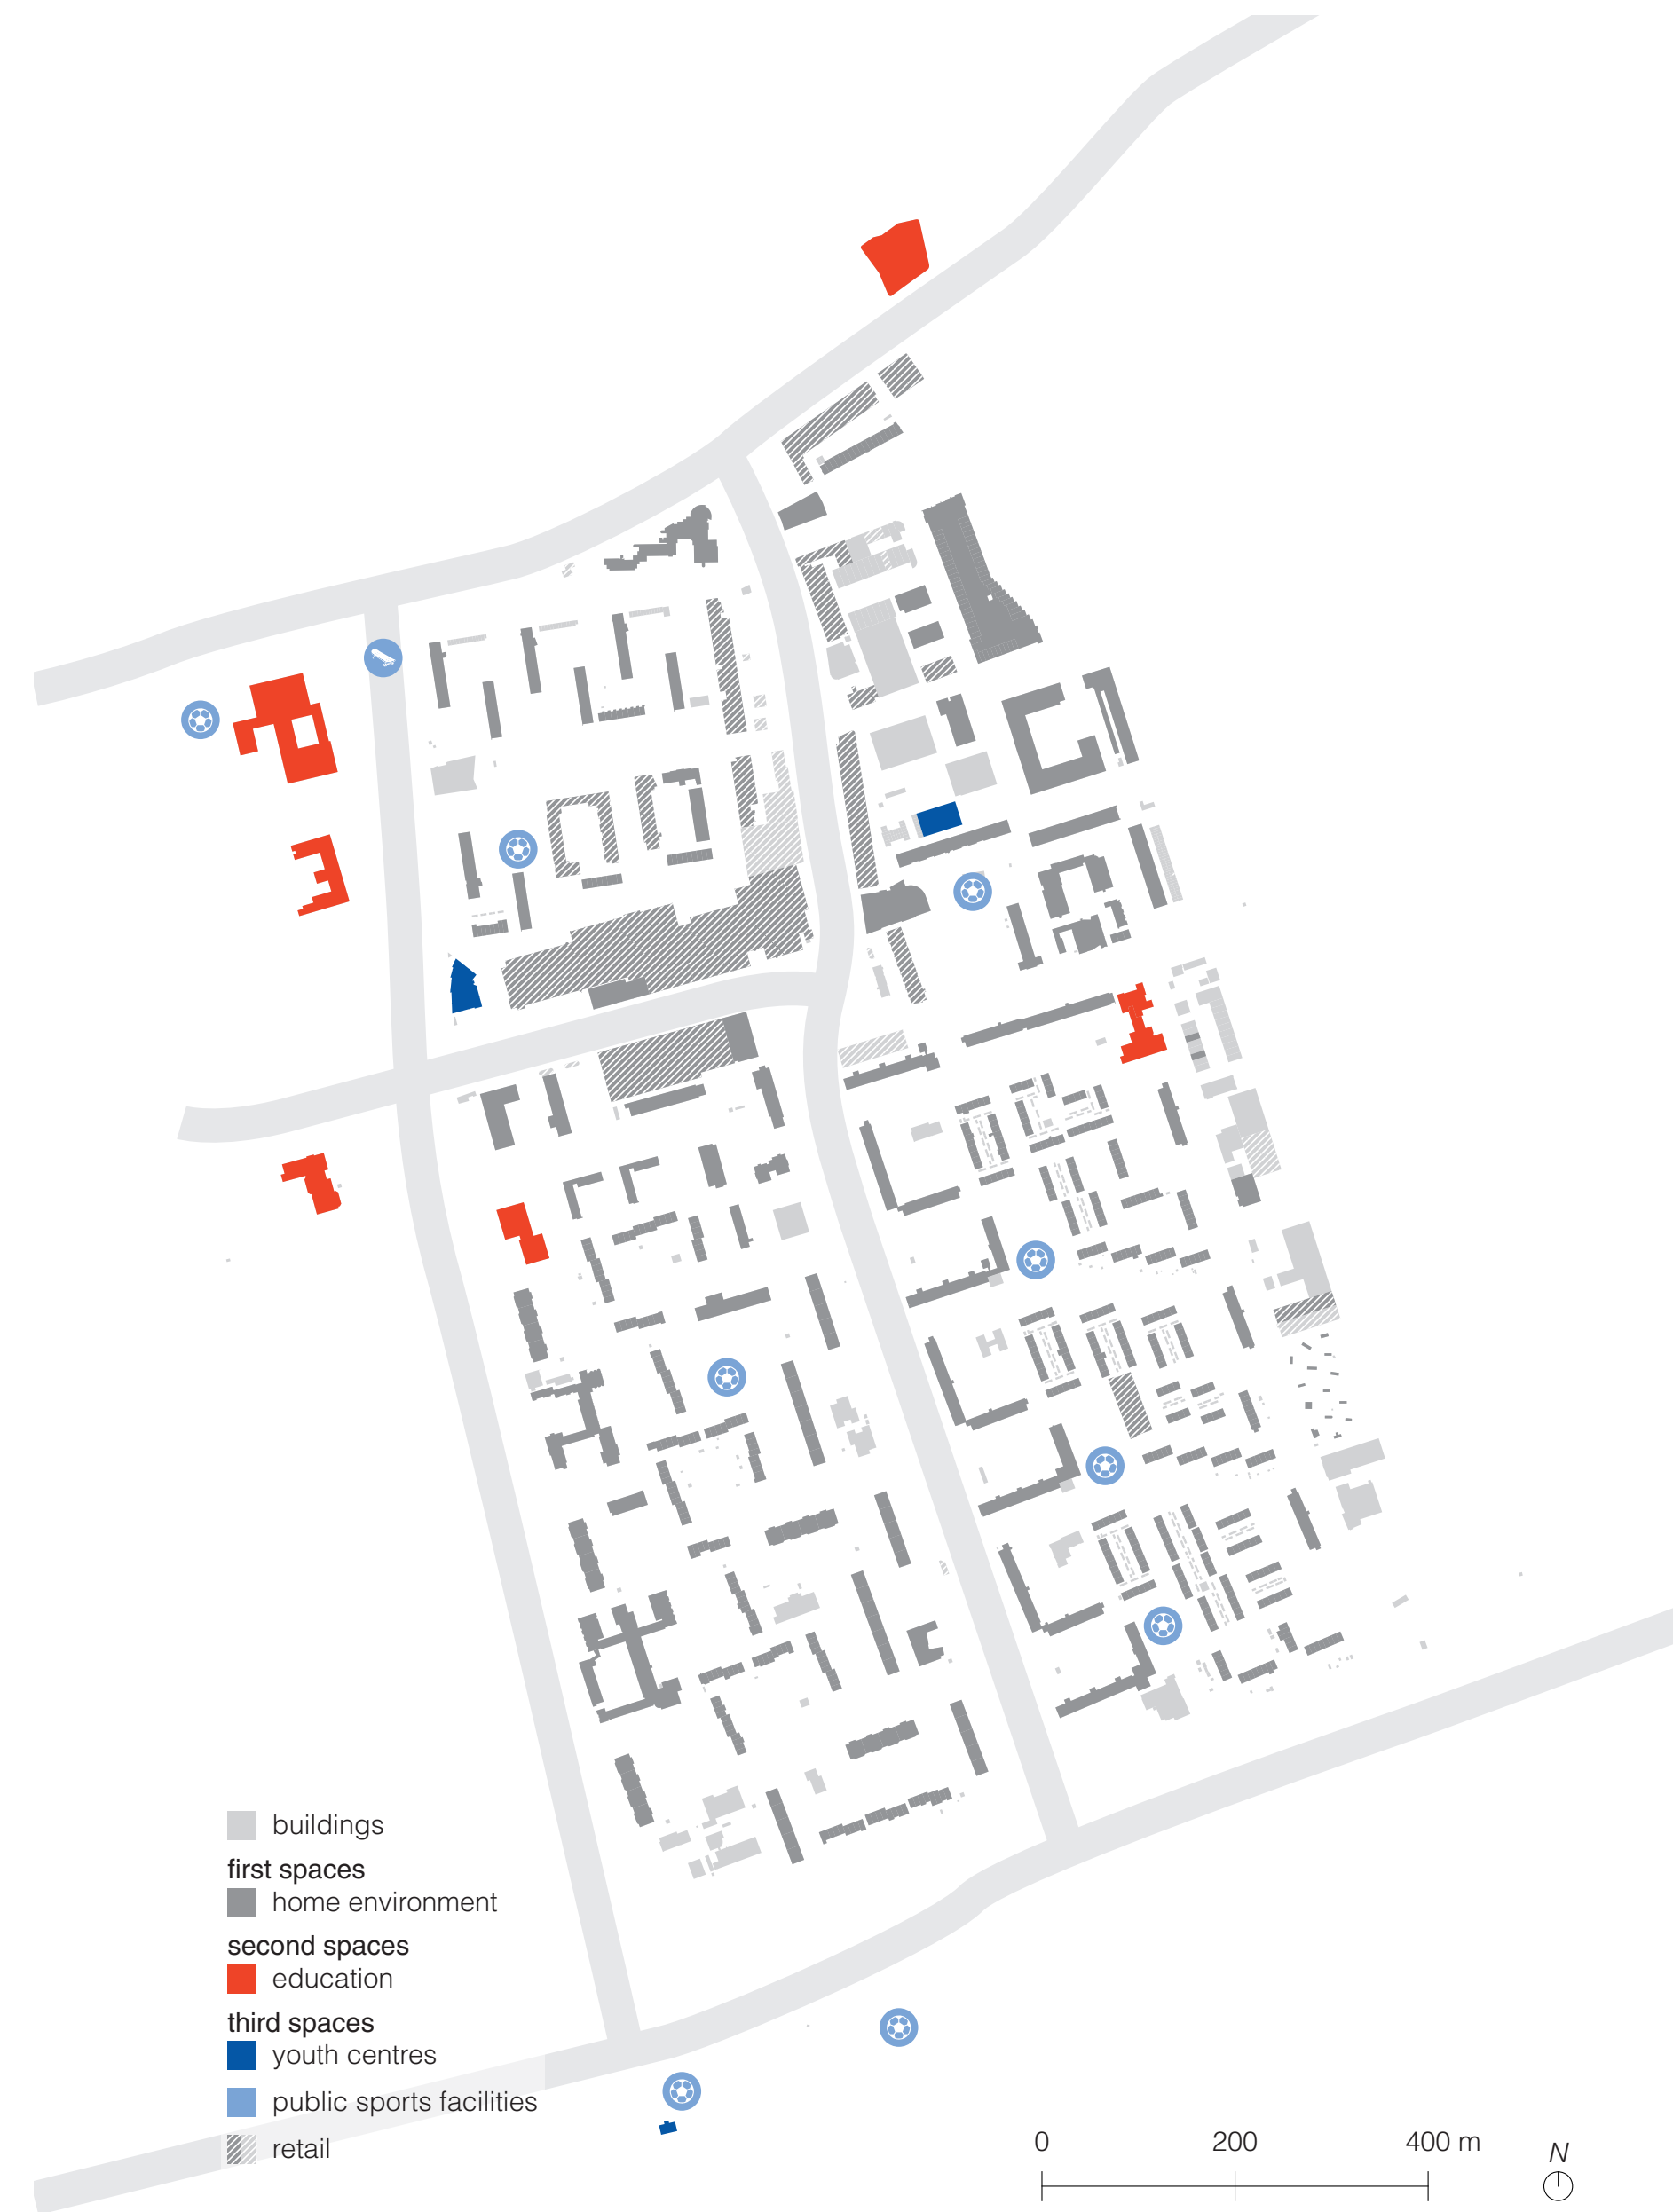 buildings
first spaces
home environment
second spaces
education
third spaces
youth centres
public sports facilities
retail
0 200 400 m
N